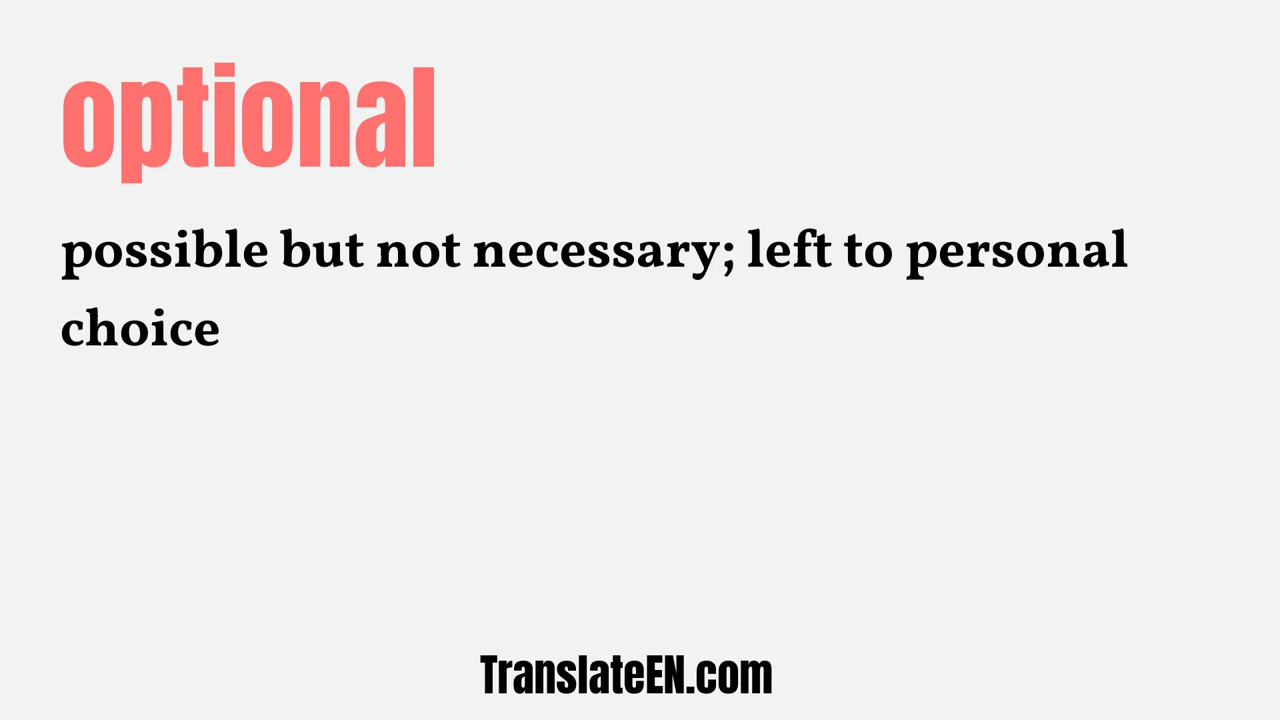 optional
possible but not necessary; left to personal
choice
TranslateEN.com